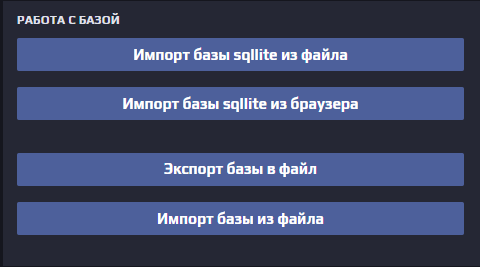 РАБОТА С БАЗОЙ
Импорт базы sqllite из файла
Импорт базы sqllite из браузера
Экспорт базы в файл
Импорт базы из файла